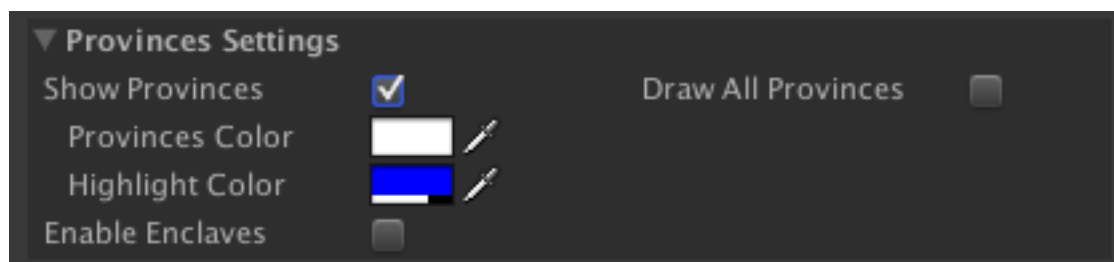 Provinces Settings
Show Provinces Draw All Provinces
Provinces Color
Highlight Color
Enable Enclaves